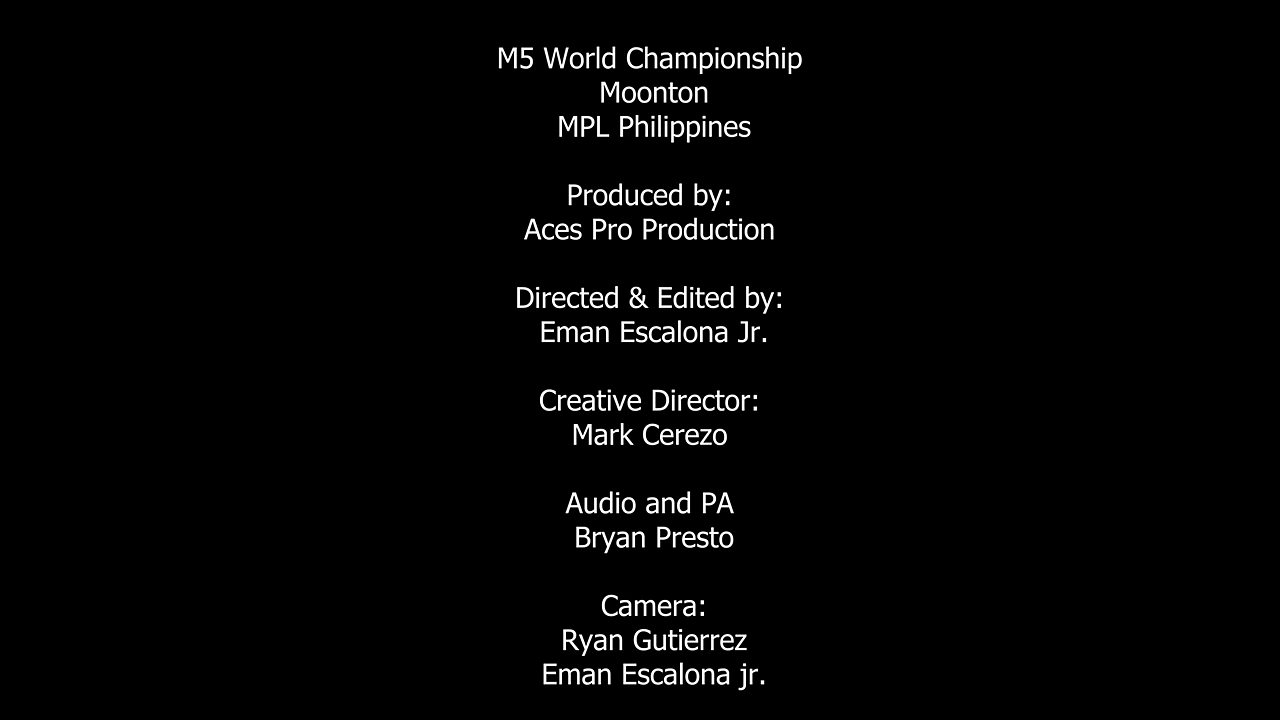 M5 World Championship
Moonton
MPL Philippines
Produced by:
Aces Pro Production
Directed & Edited by:
Eman Escalona Jr.
Creative Director:
Mark Cerezo
Audio and PA
Bryan Presto
Camera:
Ryan Gutierrez
Eman Escalona jr.